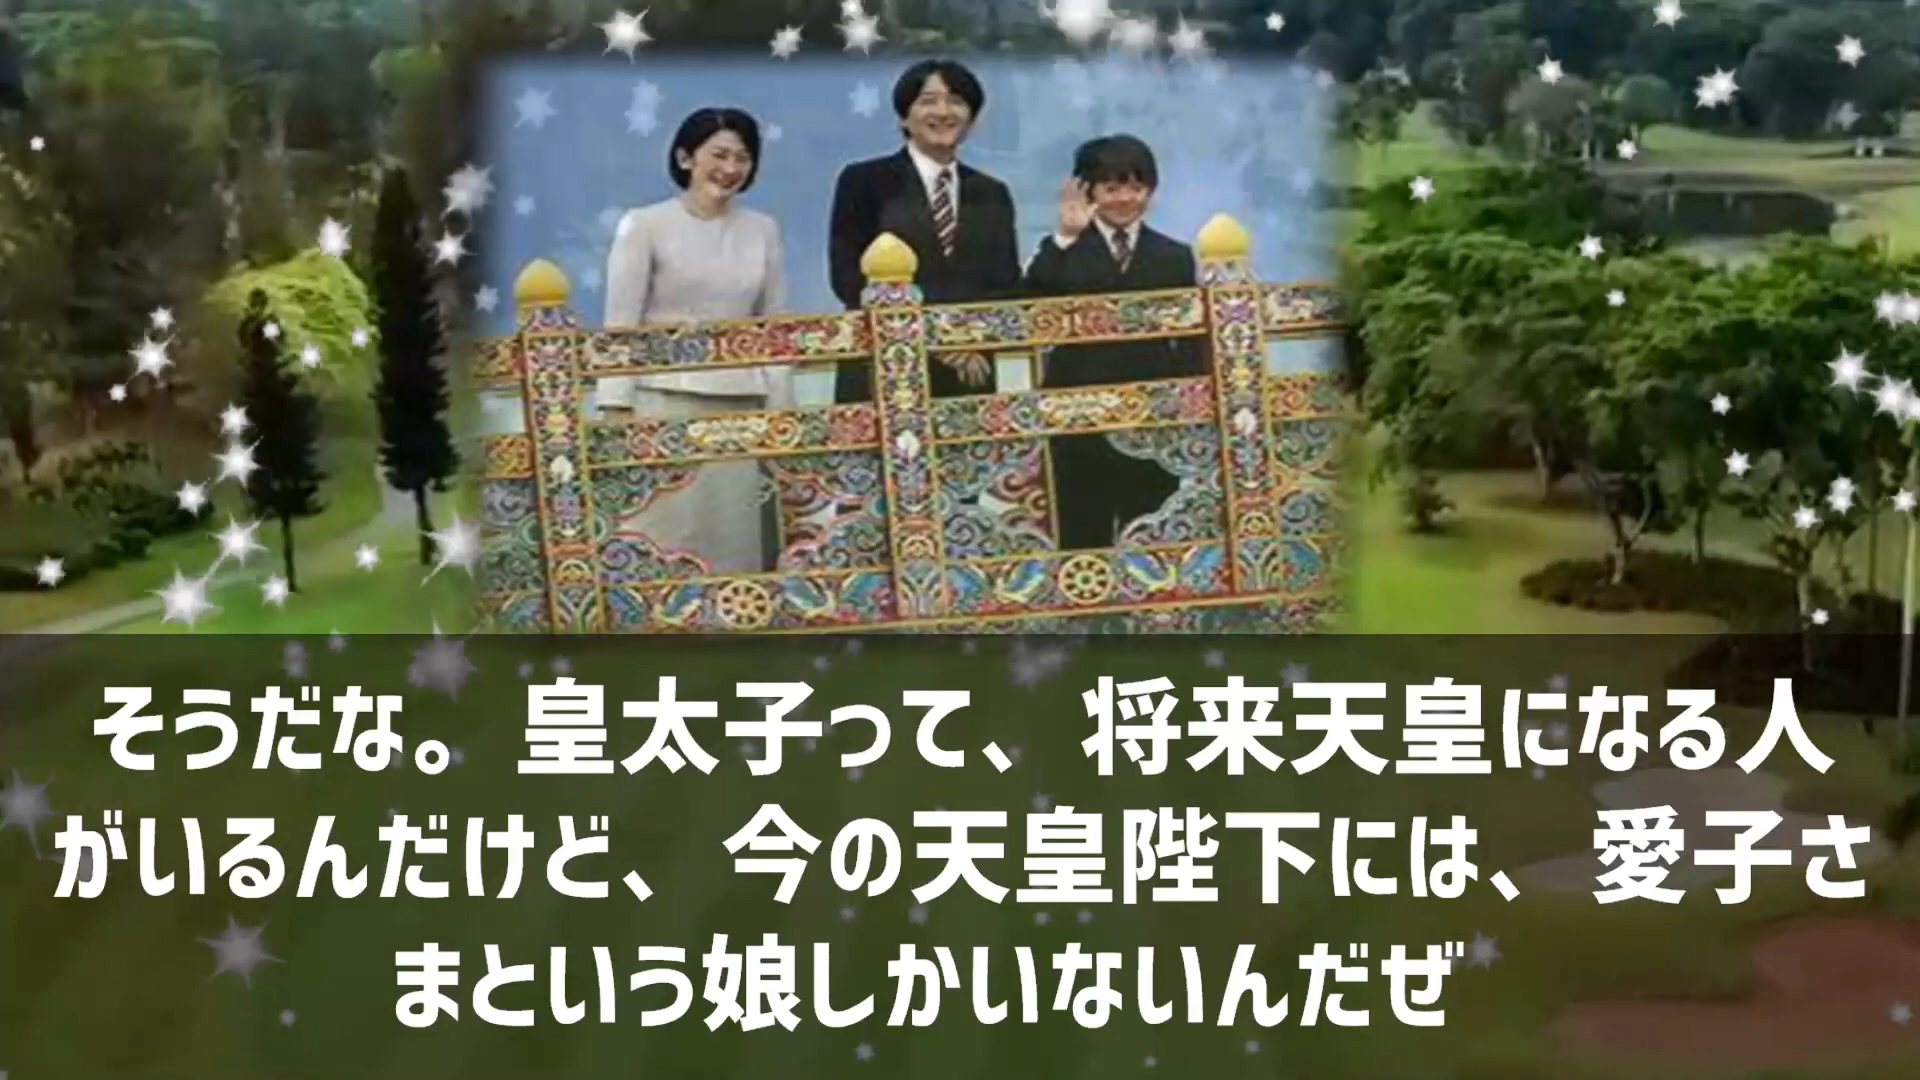 そうだな。皇太子って、将来天皇になる人
がいるんだけど、今の天皇陛下には、愛子さ
まという娘しかいないんだぜ